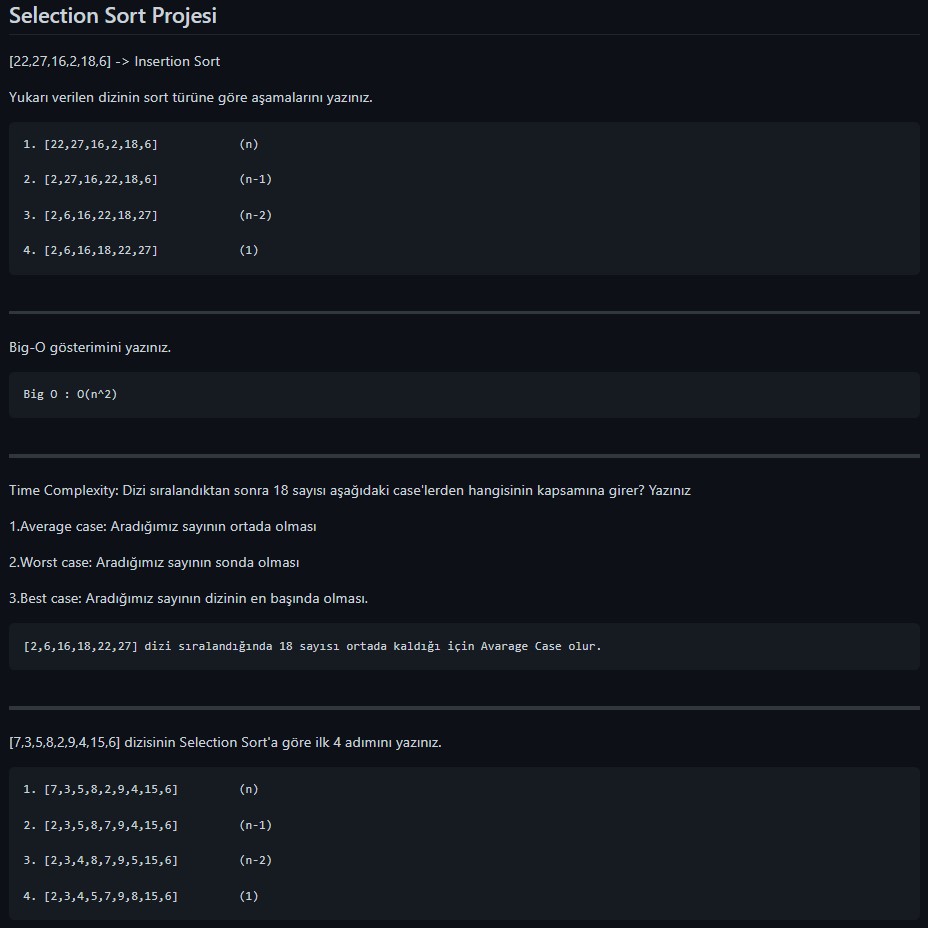 Selection Sort Projesi
[22,27,16,2,18,6] -> Insertion Sort
Yukarı verilen dizinin sort türüne göre aşamalarını yazınız.
1. [22,27,16,2,18,6] (n)
2. [2,27,16,22,18,6] (n-1)
3. [2,6,16,22,18,27] (n-2)
4. [2,6,16,18,22,27] (1)
Big-O gösterimini yazınız.
Big O : O(n^2)
Time Complexity: Dizi sıralandıktan sonra 18 sayısı aşağıdaki case'lerden hangisinin kapsamına girer? Yazınız
1.Average case: Aradığımız sayının ortada olması
2.Worst case: Aradığımız sayının sonda olması
3.Best case: Aradığımız sayının dizinin en başında olması.
[2,6,16,18,22,27] dizi sıralandığında 18 sayısı ortada kaldığı için Avarage Case olur.
[7,3,5,8,2,9,4,15,6] dizisinin Selection Sort'a göre ilk 4 adımını yazınız.
1. [7,3,5,8,2,9,4,15,6] (n)
2. [2,3,5,8,7,9,4,15,6] (n-1)
3. [2,3,4,8,7,9,5,15,6] (n-2)
4. [2,3,4,5,7,9,8,15,6] (1)